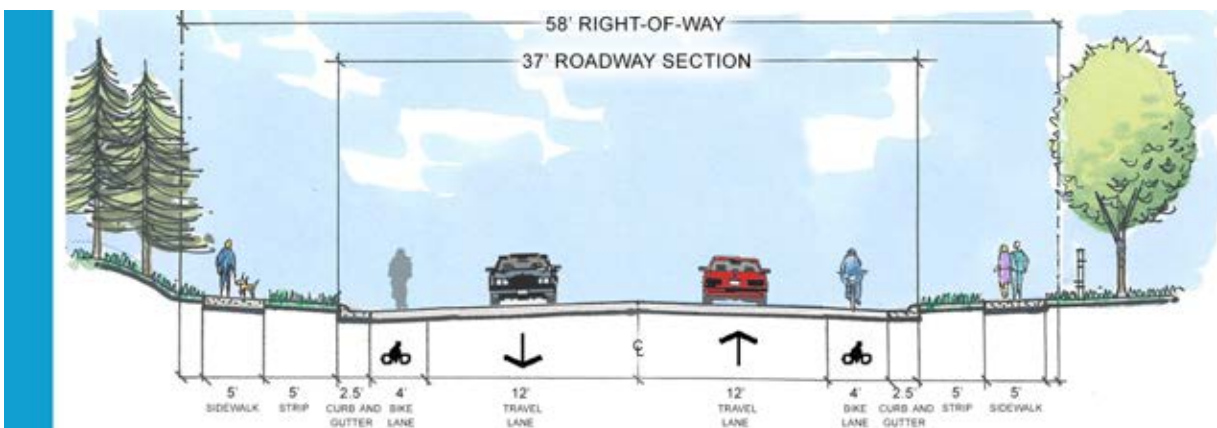 58' RIGHT-OF-WAY
37' ROADWAY SECTION
℄
5' 5' 2.5' 4' 12' 12' 4' 2.5' 5' 5'
SIDEWALK STRIP CURB AND BIKE TRAVEL TRAVEL BIKE CURB AND STRIP SIDEWALK
GUTTER LANE LANE LANE LANE GUTTER